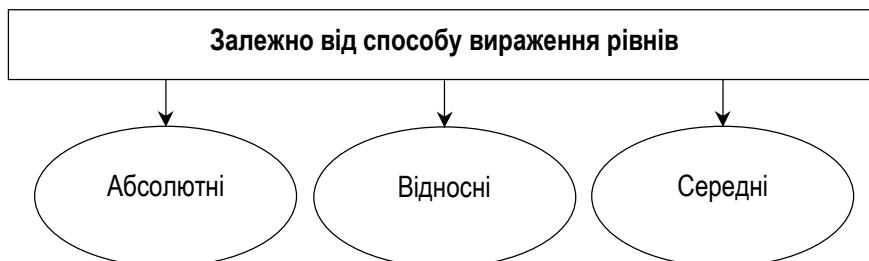 Залежно від способу вираження рівнів
Абсолютні
Відносні
Середні